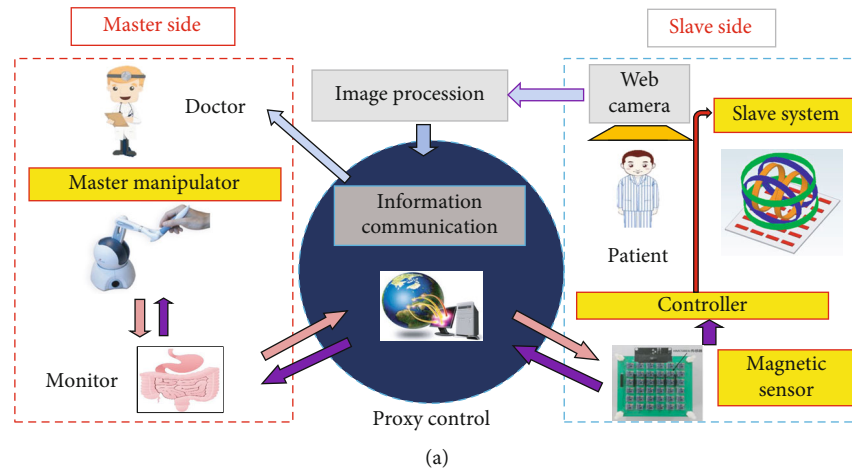 Master side
Slave side
Doctor
Image procession
Web
camera
Slave system
Master manipulator
Information
communication
Patient
Controller
Monitor
Magnetic
sensor
Proxy control
(a)